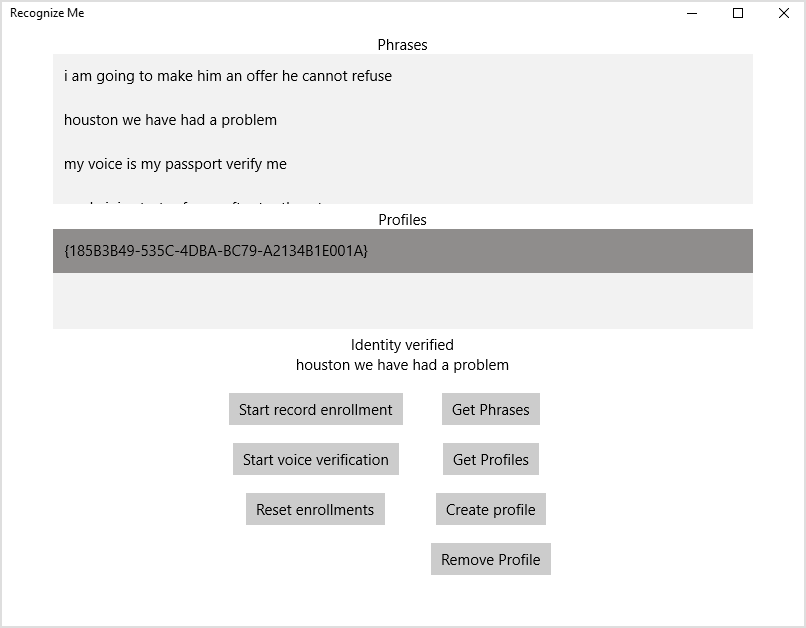 Recognize Me
Phrases
i am going to make him an offer he cannot refuse
houston we have had a problem
my voice is my passport verify me
Profiles
{185B3B49-535C-4DBA-BC79-A2134B1E001A}
Identity verified
houston we have had a problem
Start record enrollment
Get Phrases
Start voice verification
Get Profiles
Reset enrollments
Create profile
Remove Profile